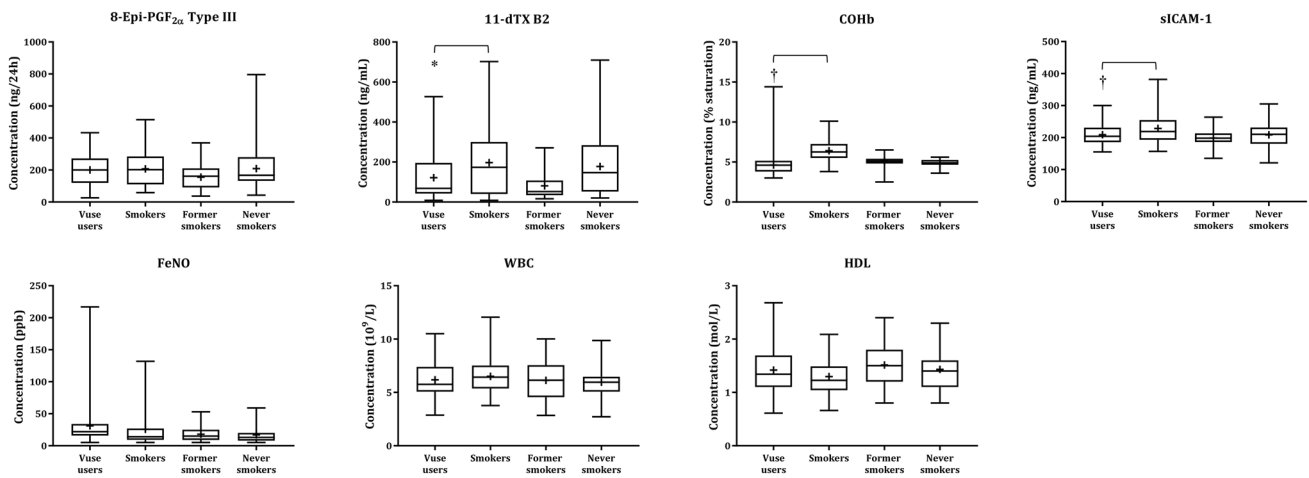 8-Epi-PGF2α Type III
Concentration (ng/24h)
1000
800
600
400
200
0
Vuse users
Smokers
Former smokers
Never smokers
11-dTX B2
Concentration (ng/mL)
800
600
400
200
0
*
Vuse users
Smokers
Former smokers
Never smokers
COHb
Concentration (% saturation)
20
15
10
5
0
†
Vuse users
Smokers
Former smokers
Never smokers
sICAM-1
Concentration (ng/mL)
500
400
300
200
100
0
†
Vuse users
Smokers
Former smokers
Never smokers
FeNO
Concentration (ppb)
250
200
150
100
50
0
Vuse users
Smokers
Former smokers
Never smokers
WBC
Concentration (10⁹/L)
15
10
5
0
Vuse users
Smokers
Former smokers
Never smokers
HDL
Concentration (mol/L)
3
2
1
0
Vuse users
Smokers
Former smokers
Never smokers